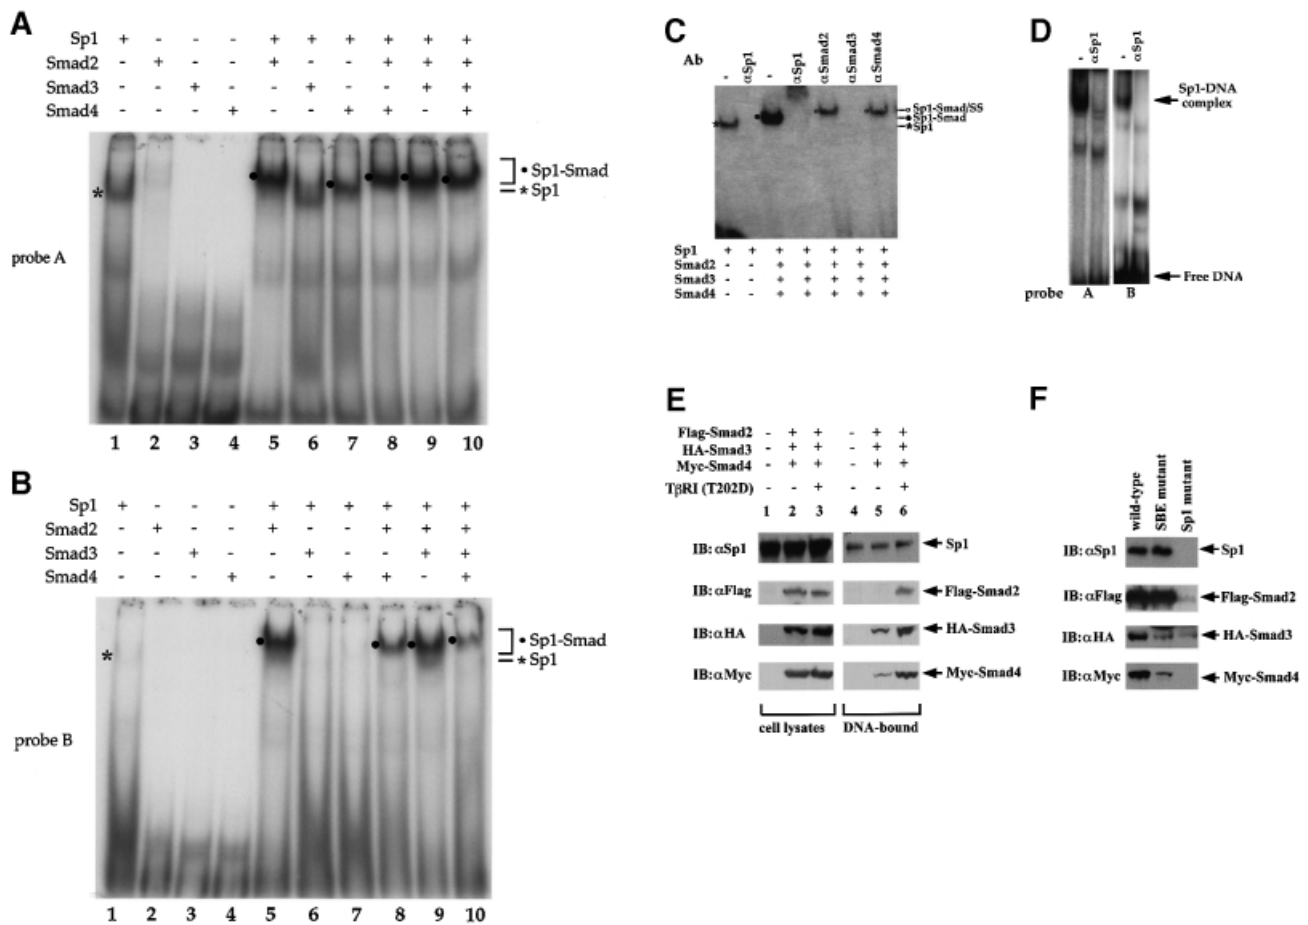 A
Sp1 + - - - + + + + + +
Smad2 - + - - + - - + + +
Smad3 - - + - - + - - + +
Smad4 - - - + - - + + - +
• Sp1-Smad
* Sp1
*
probe A
1 2 3 4 5 6 7 8 9 10
B
Sp1 + - - - + + + + + +
Smad2 - + - - + - - + + +
Smad3 - - + - - + - - + +
Smad4 - - - + - - + + - +
• Sp1-Smad
* Sp1
*
probe B
1 2 3 4 5 6 7 8 9 10
C
Ab - αSp1 - αSp1 αSmad2 αSmad3 αSmad4
Sp1-Smad/SS
Sp1-Smad
Sp1
Sp1 + + + + + + +
Smad2 - - + + + + +
Smad3 - - + + + + +
Smad4 - - + + + + +
D
- αSp1 - αSp1
Sp1-DNA
complex
Free DNA
probe A B
E
Flag-Smad2 - + + - + +
HA-Smad3 - + + - + +
Myc-Smad4 - + + - + +
TβRI (T202D) + +
1 2 3 4 5 6
IB: αSp1 Sp1
IB: αFlag Flag-Smad2
IB: αHA HA-Smad3
IB: αMyc Myc-Smad4
cell lysates DNA-bound
F
wild-type SBE mutant Sp1 mutant
IB: αSp1 Sp1
IB: αFlag Flag-Smad2
IB: αHA HA-Smad3
IB: αMyc Myc-Smad4